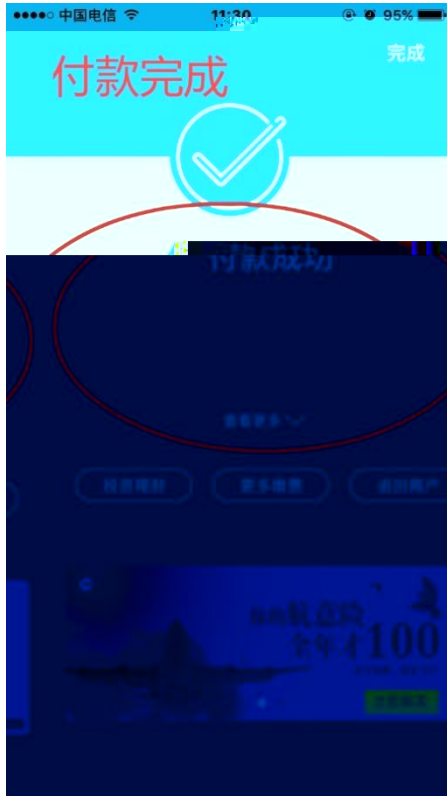 中国电信 11:30 95%
完成
付款完成
付款成功
查看更多
投资理财 更多缴费 返回商户
航意险
全年才100